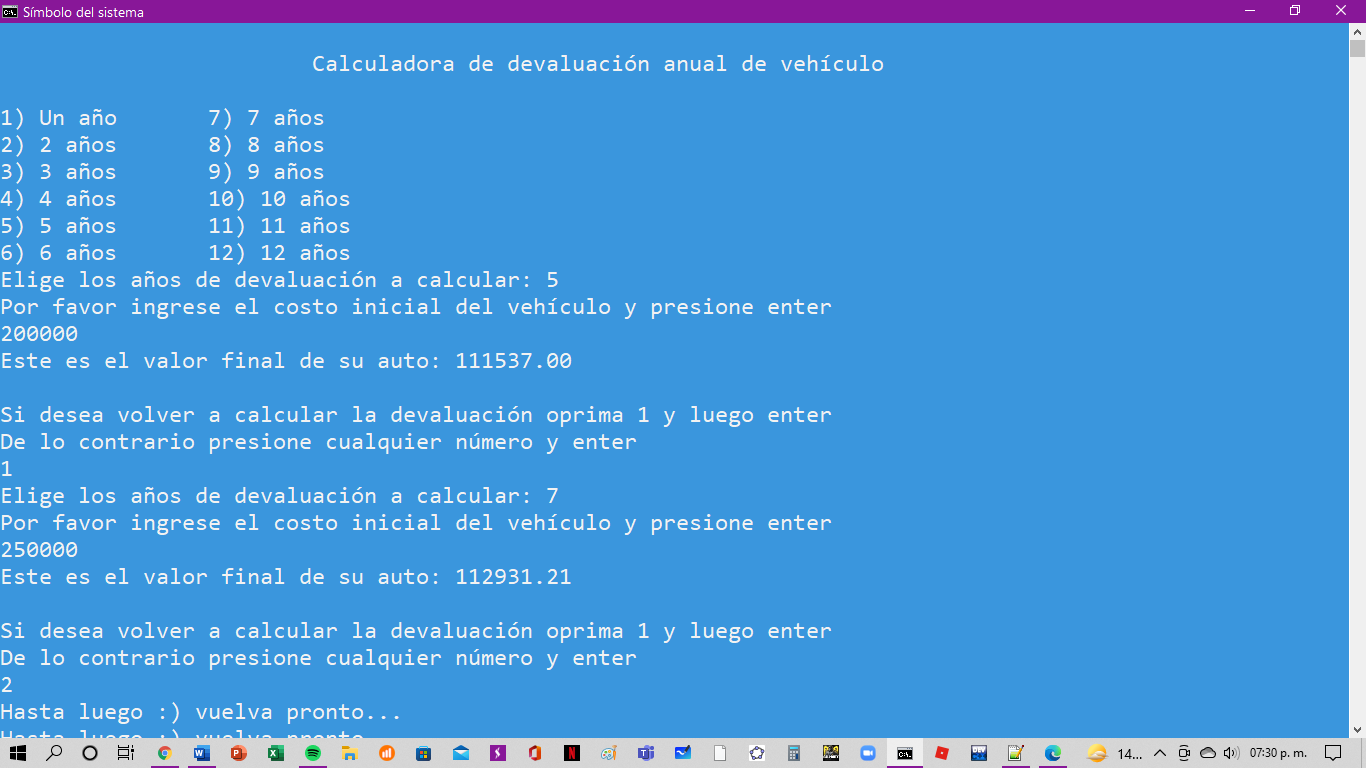 Símbolo del sistema
Calculadora de devaluación anual de vehículo
1) Un año 7) 7 años
2) 2 años 8) 8 años
3) 3 años 9) 9 años
4) 4 años 10) 10 años
5) 5 años 11) 11 años
6) 6 años 12) 12 años
Elige los años de devaluación a calcular: 5
Por favor ingrese el costo inicial del vehículo y presione enter
200000
Este es el valor final de su auto: 111537.00
Si desea volver a calcular la devaluación oprima 1 y luego enter
De lo contrario presione cualquier número y enter
1
Elige los años de devaluación a calcular: 7
Por favor ingrese el costo inicial del vehículo y presione enter
250000
Este es el valor final de su auto: 112931.21
Si desea volver a calcular la devaluación oprima 1 y luego enter
De lo contrario presione cualquier número y enter
2
Hasta luego :) vuelva pronto...
Hasta luego :) vuelva pronto
14... 07:30 p. m.